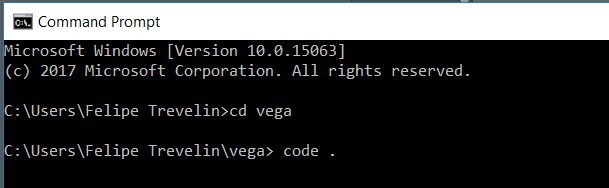 Command Prompt
Microsoft Windows [Version 10.0.15063]
(c) 2017 Microsoft Corporation. All rights reserved.
C:\Users\Felipe Trevelin>cd vega
C:\Users\Felipe Trevelin\vega> code .